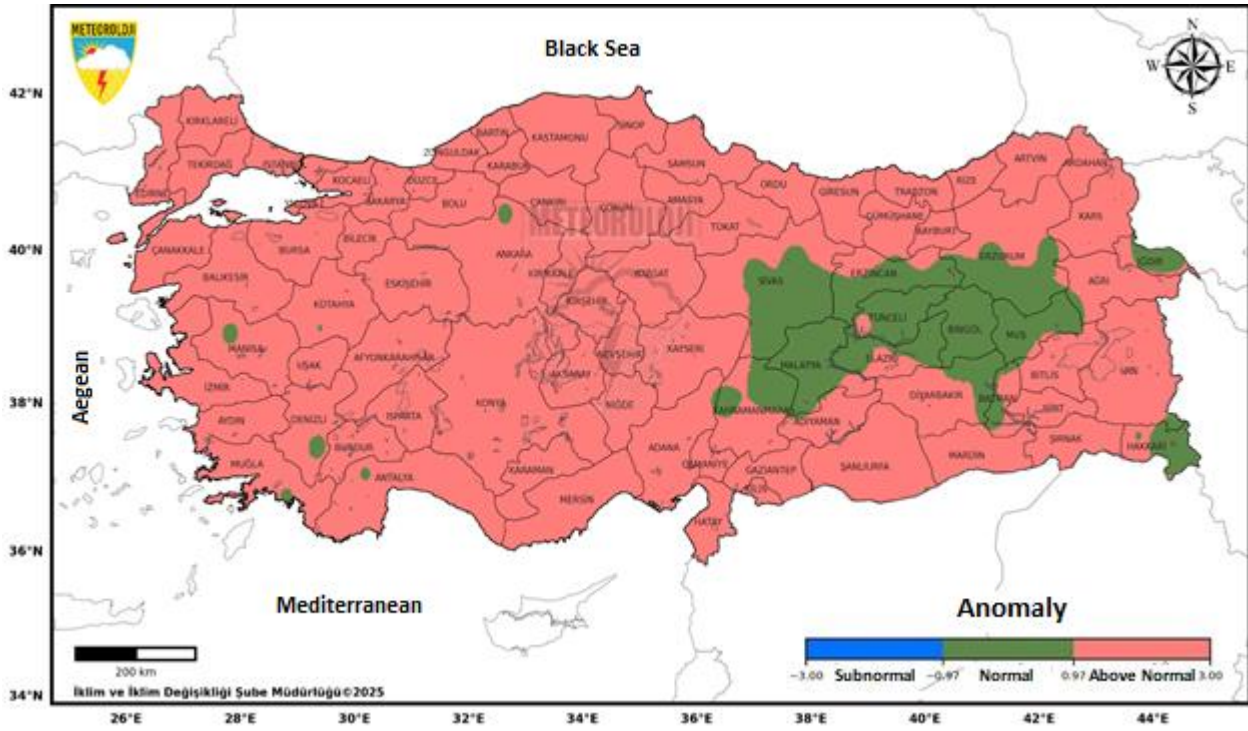 METEOROLOJİ
Black Sea
N
W
E
S
42°N
40°N
38°N
36°N
34°N
Aegean
KIRKLARELİ
TEKİRDAĞ
İSTANBUL
EDİRNE
KOCAELİ
SAKARYA
DÜZCE
ZONGULDAK
BARTIN
KARABÜK
KASTAMONU
SİNOP
SAMSUN
ORDU
GİRESUN
TRABZON
RİZE
ARTVİN
ARDAHAN
KARS
BOLU
ÇANKIRI
ÇORUM
AMASYA
TOKAT
GÜMÜŞHANE
BAYBURT
METEOROLOJİ
ÇANAKKALE
BURSA
BİLECİK
ANKARA
BALIKESİR
KÜTAHYA
ESKİŞEHİR
KIRIKKALE
YOZGAT
SİVAS
ERZİNCAN
ERZURUM
IĞDIR
AĞRI
KIRŞEHİR
TUNCELİ
BİNGÖL
MUŞ
MANİSA
UŞAK
AFYONKARAHİSAR
AKSARAY
NEVŞEHİR
KAYSERİ
MALATYA
ELAZIĞ
BİTLİS
VAN
İZMİR
AYDIN
DENİZLİ
ISPARTA
KONYA
NİĞDE
KAHRAMANMARAŞ
ADIYAMAN
DİYARBAKIR
BATMAN
SİİRT
ŞIRNAK
HAKKARİ
MUĞLA
BURDUR
ANTALYA
KARAMAN
MERSİN
ADANA
OSMANİYE
GAZİANTEP
KİLİS
ŞANLIURFA
MARDİN
HATAY
Mediterranean
Anomaly
−3.00 Subnormal −0.97 Normal 0.97 Above Normal 3.00
200 km
İklim ve İklim Değişikliği Şube Müdürlüğü©2025
26°E 28°E 30°E 32°E 34°E 36°E 38°E 40°E 42°E 44°E